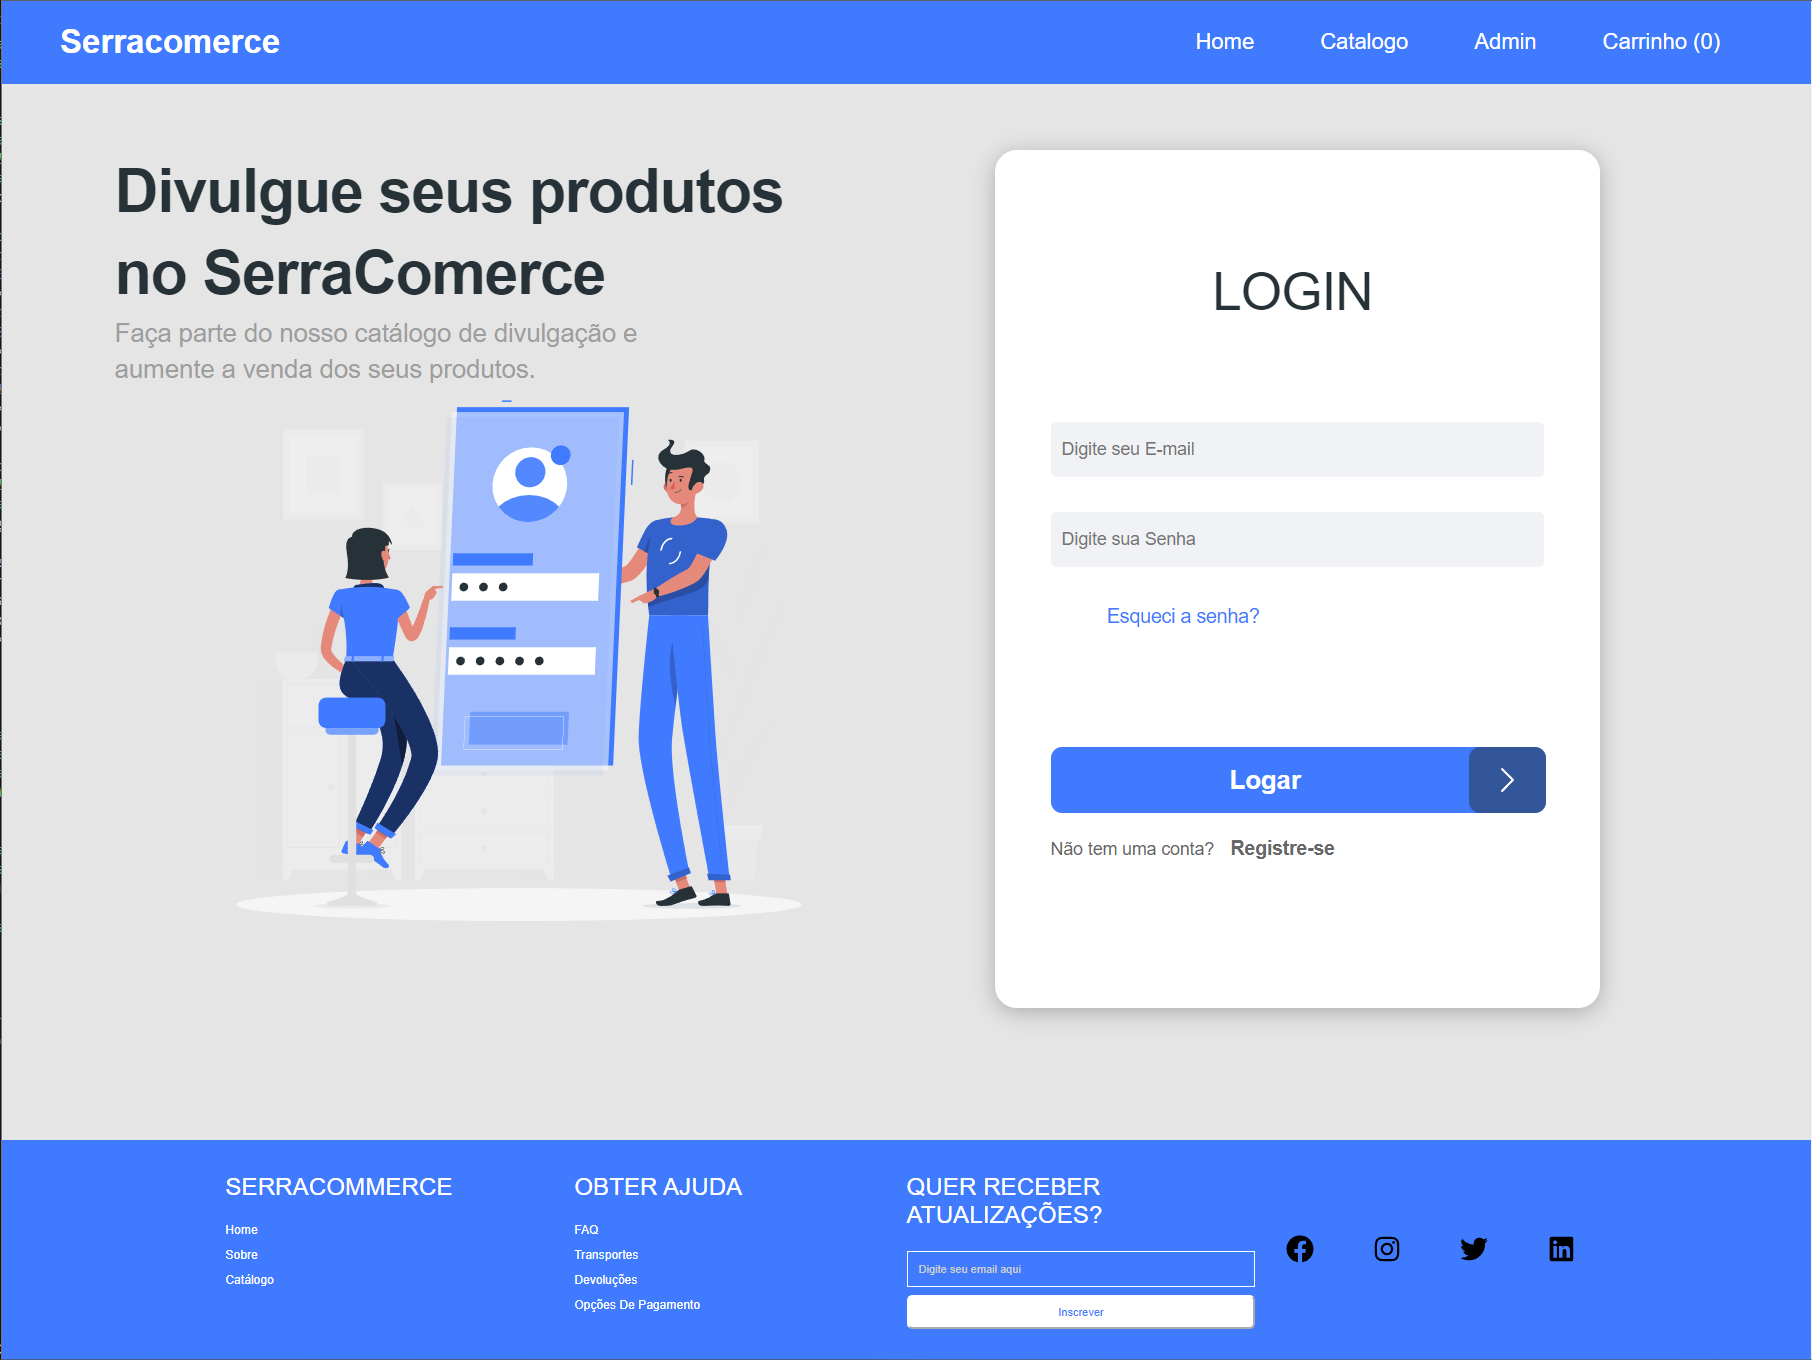 Serracomerce
Home
Catalogo
Admin
Carrinho (0)
Divulgue seus produtos
no SerraComerce
Faça parte do nosso catálogo de divulgação e
aumente a venda dos seus produtos.
LOGIN
Digite seu E-mail
Digite sua Senha
Esqueci a senha?
Logar
Não tem uma conta? Registre-se
SERRACOMMERCE
Home
Sobre
Catálogo
OBTER AJUDA
FAQ
Transportes
Devoluções
Opções De Pagamento
QUER RECEBER
ATUALIZAÇÕES?
Digite seu email aqui
Inscrever